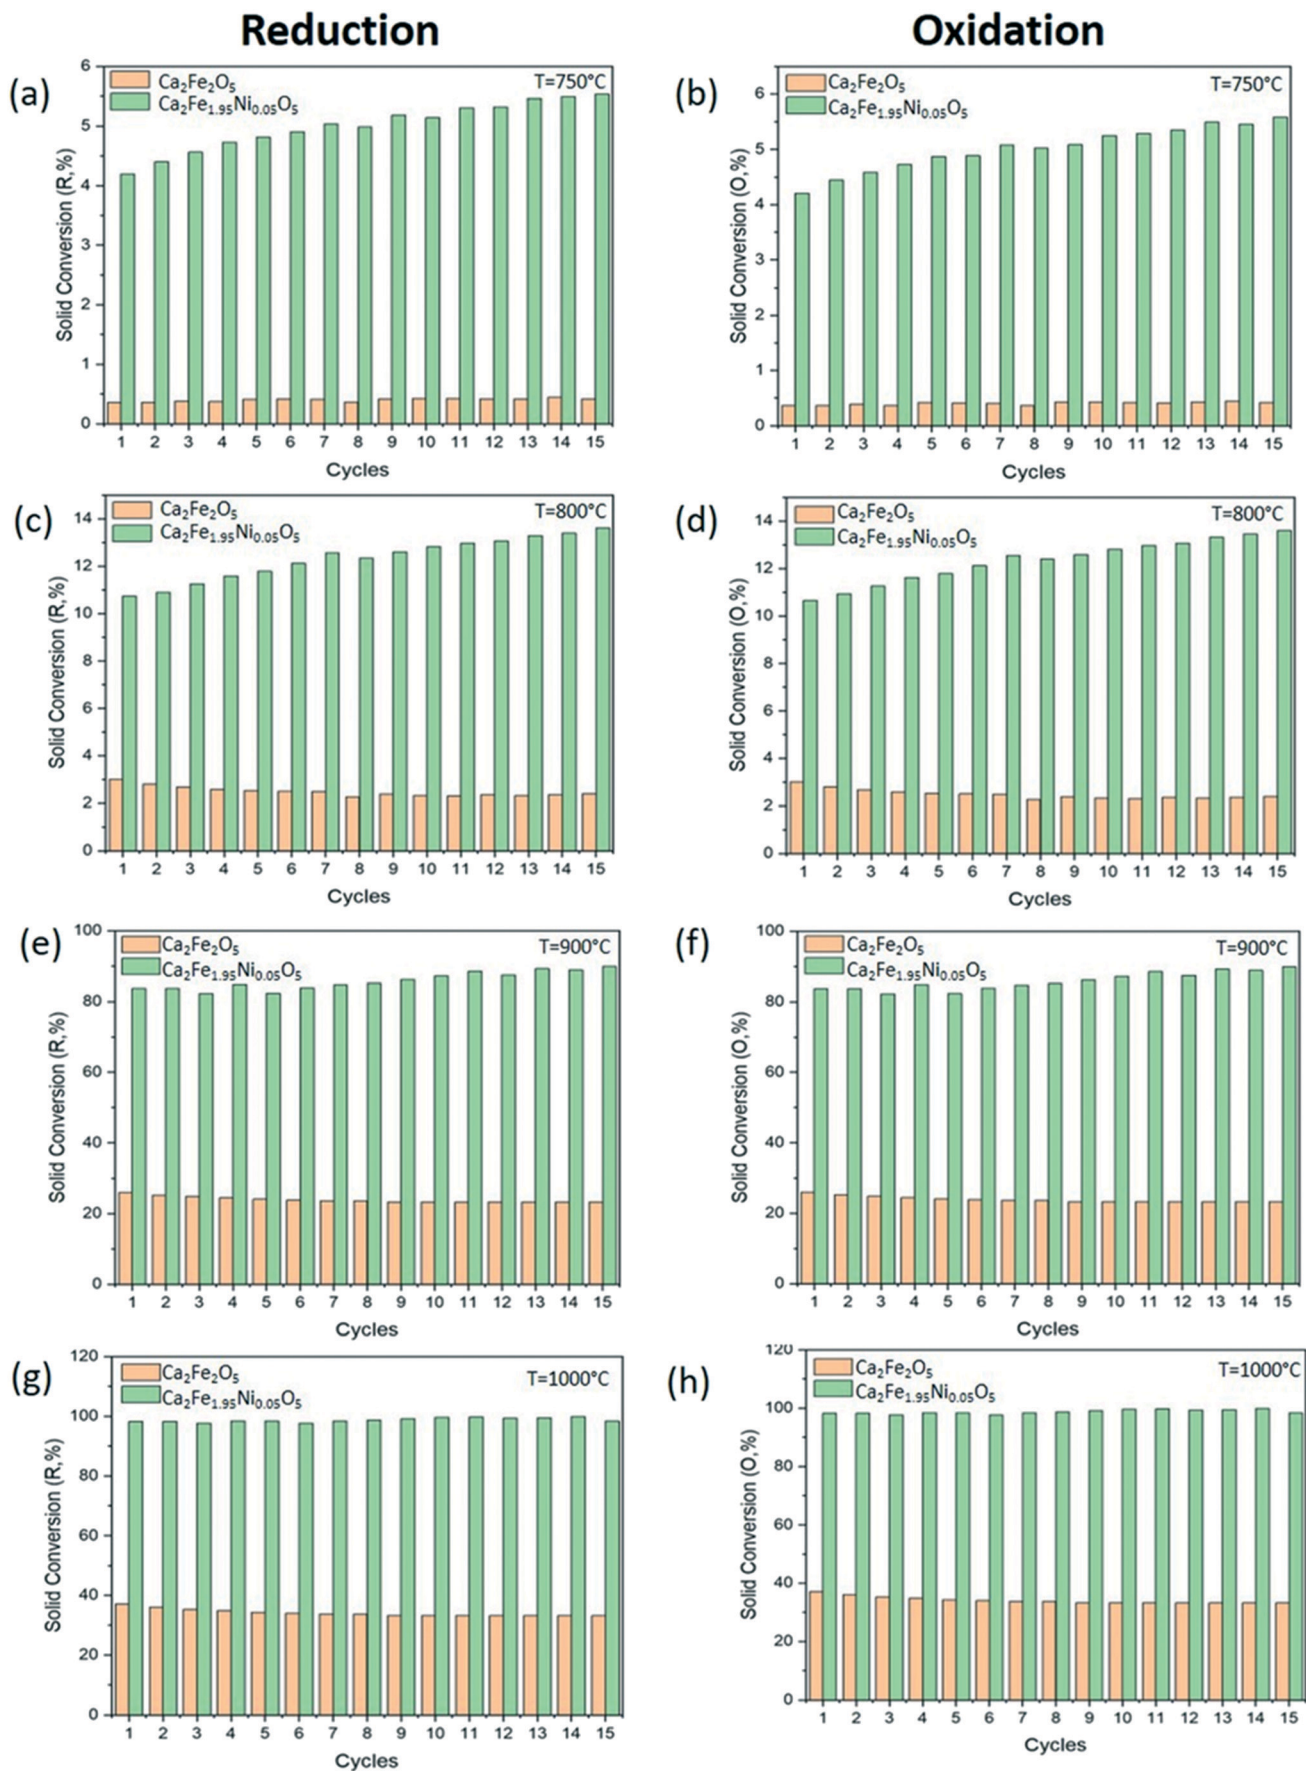 Reduction
Oxidation
(a)
Ca₂Fe₂O₅
Ca₂Fe₁.₉₅Ni₀.₀₅O₅
T=750°C
Solid Conversion (R,%)
6
5
4
3
2
1
0
1 2 3 4 5 6 7 8 9 10 11 12 13 14 15
Cycles
(b)
Ca₂Fe₂O₅
Ca₂Fe₁.₉₅Ni₀.₀₅O₅
T=750°C
Solid Conversion (O,%)
6
5
4
3
2
1
0
1 2 3 4 5 6 7 8 9 10 11 12 13 14 15
Cycles
(c)
Ca₂Fe₂O₅
Ca₂Fe₁.₉₅Ni₀.₀₅O₅
T=800°C
Solid Conversion (R,%)
14
12
10
8
6
4
2
0
1 2 3 4 5 6 7 8 9 10 11 12 13 14 15
Cycles
(d)
Ca₂Fe₂O₅
Ca₂Fe₁.₉₅Ni₀.₀₅O₅
T=800°C
Solid Conversion (O,%)
14
12
10
8
6
4
2
0
1 2 3 4 5 6 7 8 9 10 11 12 13 14 15
Cycles
(e)
Ca₂Fe₂O₅
Ca₂Fe₁.₉₅Ni₀.₀₅O₅
T=900°C
Solid Conversion (R,%)
100
80
60
40
20
0
1 2 3 4 5 6 7 8 9 10 11 12 13 14 15
Cycles
(f)
Ca₂Fe₂O₅
Ca₂Fe₁.₉₅Ni₀.₀₅O₅
T=900°C
Solid Conversion (O,%)
100
80
60
40
20
0
1 2 3 4 5 6 7 8 9 10 11 12 13 14 15
Cycles
(g)
Ca₂Fe₂O₅
Ca₂Fe₁.₉₅Ni₀.₀₅O₅
T=1000°C
Solid Conversion (R,%)
120
100
80
60
40
20
0
1 2 3 4 5 6 7 8 9 10 11 12 13 14 15
Cycles
(h)
Ca₂Fe₂O₅
Ca₂Fe₁.₉₅Ni₀.₀₅O₅
T=1000°C
Solid Conversion (O,%)
120
100
80
60
40
20
0
1 2 3 4 5 6 7 8 9 10 11 12 13 14 15
Cycles